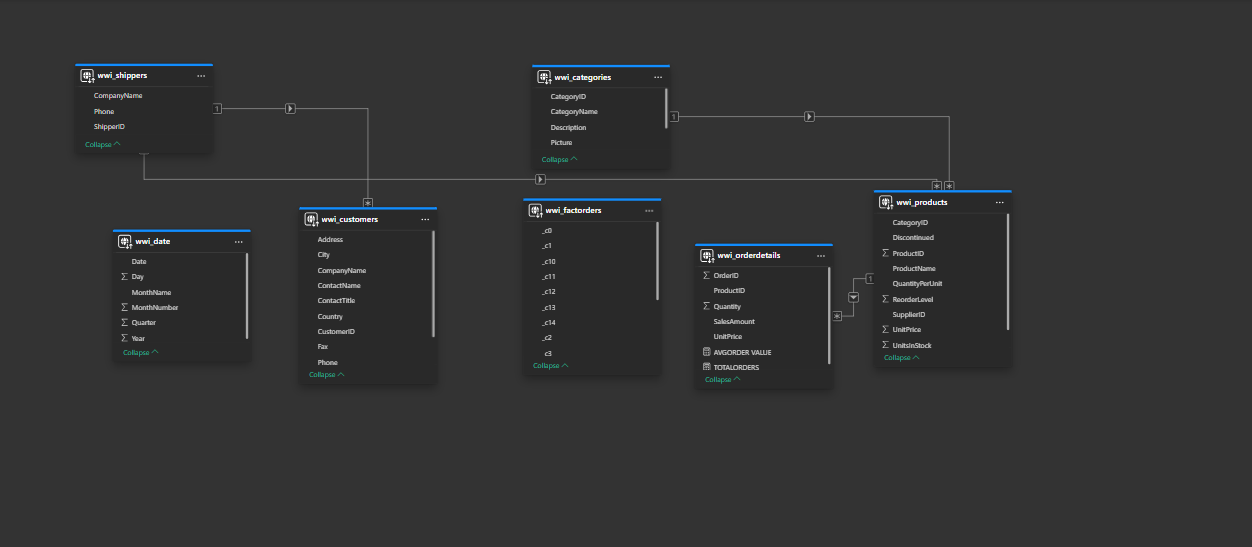 wwi_shippers
CompanyName
Phone
ShipperID
Collapse
1
*
wwi_categories
CategoryID
CategoryName
Description
Picture
Collapse
1
*
*
wwi_date
Date
Day
MonthName
MonthNumber
Quarter
Year
Collapse
wwi_customers
Address
City
CompanyName
ContactName
ContactTitle
Country
CustomerID
Fax
Phone
Collapse
wwi_factorders
_c0
_c1
_c10
_c11
_c12
_c13
_c14
_c2
c3
Collapse
wwi_orderdetails
OrderID
ProductID
Quantity
SalesAmount
UnitPrice
AVGORDER VALUE
TOTALORDERS
Collapse
*
1
wwi_products
CategoryID
Discontinued
ProductID
ProductName
QuantityPerUnit
ReorderLevel
SupplierID
UnitPrice
UnitsInStock
Collapse